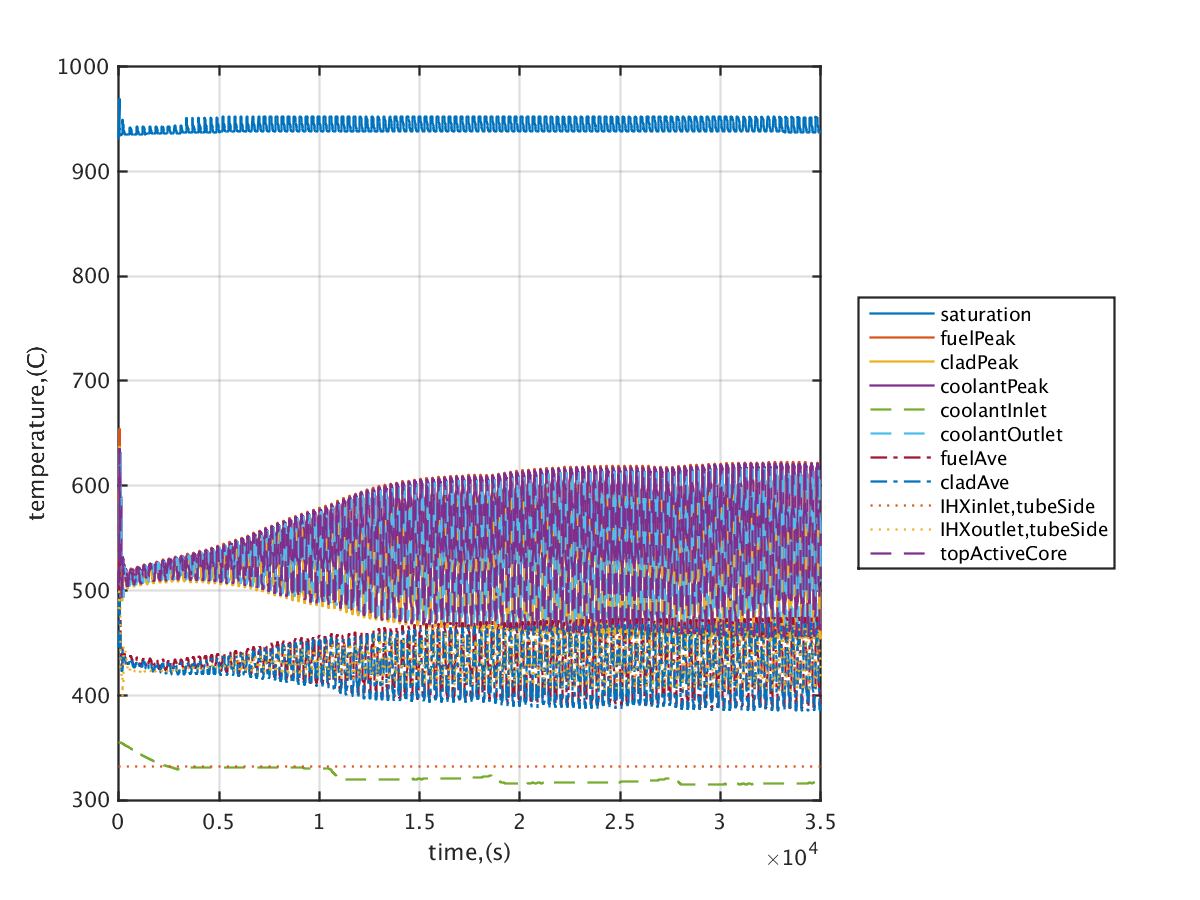 1000
900
800
700
600
500
400
300
temperature,(C)
0
0.5
1
1.5
2
2.5
3
3.5
×10^4
time,(s)
saturation
fuelPeak
cladPeak
coolantPeak
coolantInlet
coolantOutlet
fuelAve
cladAve
IHXinlet,tubeSide
IHXoutlet,tubeSide
topActiveCore